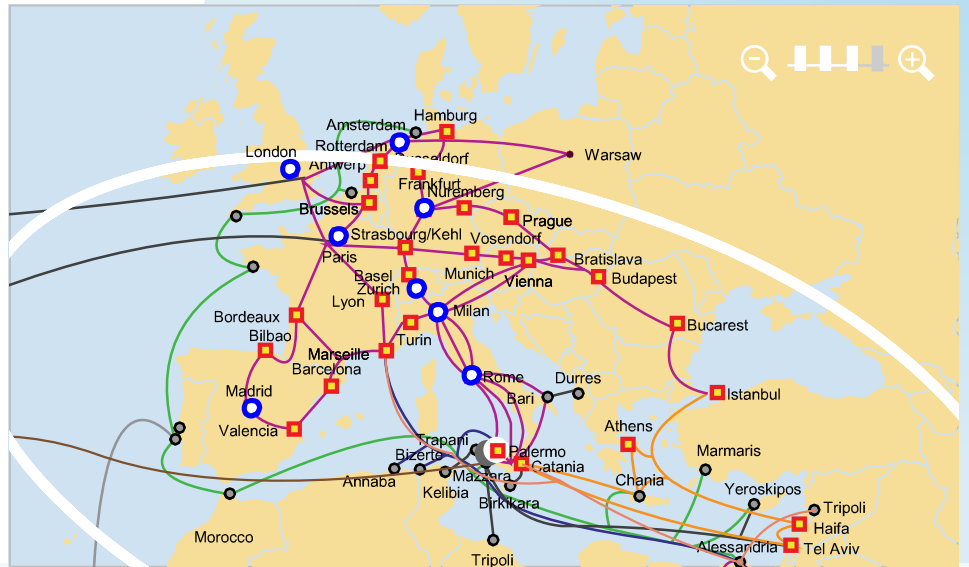 Hamburg
Amsterdam
Rotterdam
London
Dusseldorf
Warsaw
Antwerp
Frankfurt
Nuremberg
Brussels
Prague
Strasbourg/Kehl
Vosendorf
Paris
Bratislava
Basel
Munich
Vienna
Budapest
Zurich
Lyon
Milan
Bordeaux
Bucarest
Bilbao
Turin
Marseille
Barcelona
Rome
Durres
Madrid
Bari
Istanbul
Valencia
Athens
Trapani
Palermo
Marmaris
Bizerte
Catania
Annaba
Mazzara
Chania
Kelibia
Yeroskipos
Birkikara
Tripoli
Haifa
Morocco
Alessandria
Tel Aviv
Tripoli